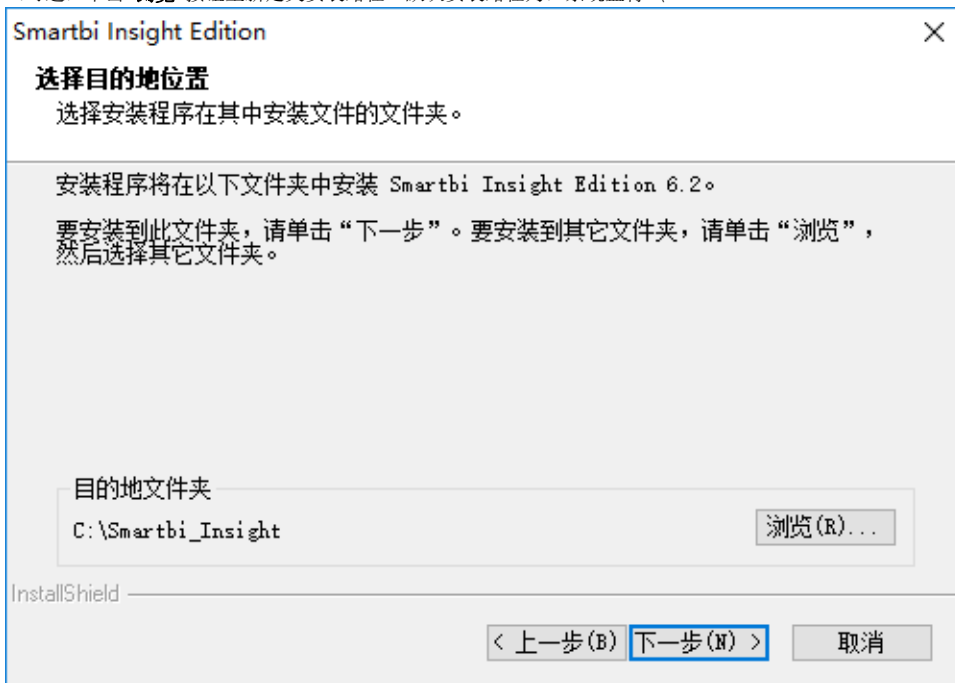 Smartbi Insight Edition
选择目的地位置
选择安装程序在其中安装文件的文件夹。
安装程序将在以下文件夹中安装 Smartbi Insight Edition 6.2。
要安装到此文件夹，请单击“下一步”。要安装到其它文件夹，请单击“浏览”，
然后选择其它文件夹。
目的地文件夹
C:\Smartbi_Insight
浏览(R)...
InstallShield
< 上一步(B)
下一步(N) >
取消